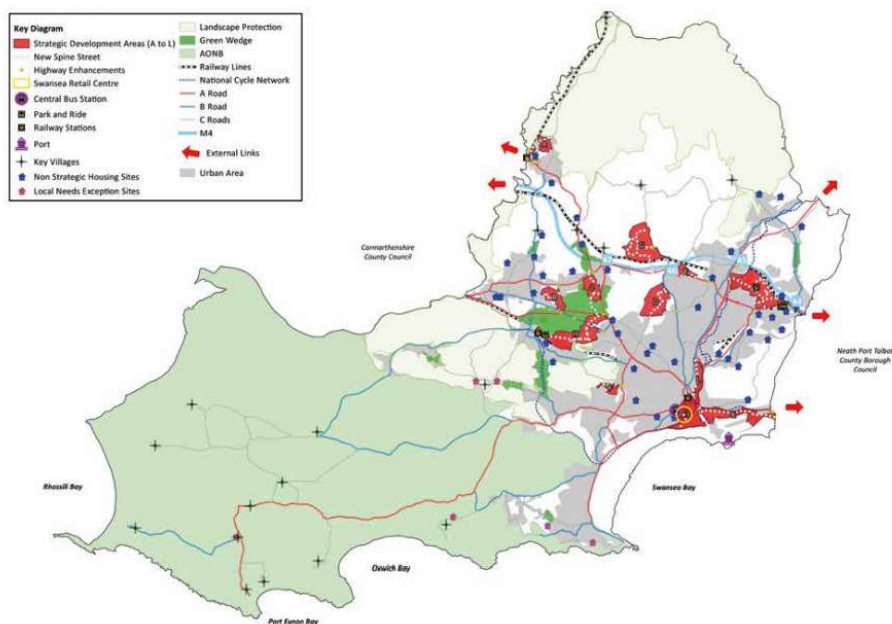 Key Diagram
Strategic Development Areas (A to L)
New Spine Street
Highway Enhancements
Swansea Retail Centre
Central Bus Station
Park and Ride
Railway Stations
Port
Key Villages
Non Strategic Housing Sites
Local Needs Exception Sites
Landscape Protection
Green Wedge
AONB
Railway Lines
National Cycle Network
A Road
B Road
C Roads
M4
External Links
Urban Area
Carmarthenshire
County Council
Neath Port Talbot
County Borough
Council
Rhossili Bay
Swansea Bay
Oxwich Bay
Port Eynon Bay